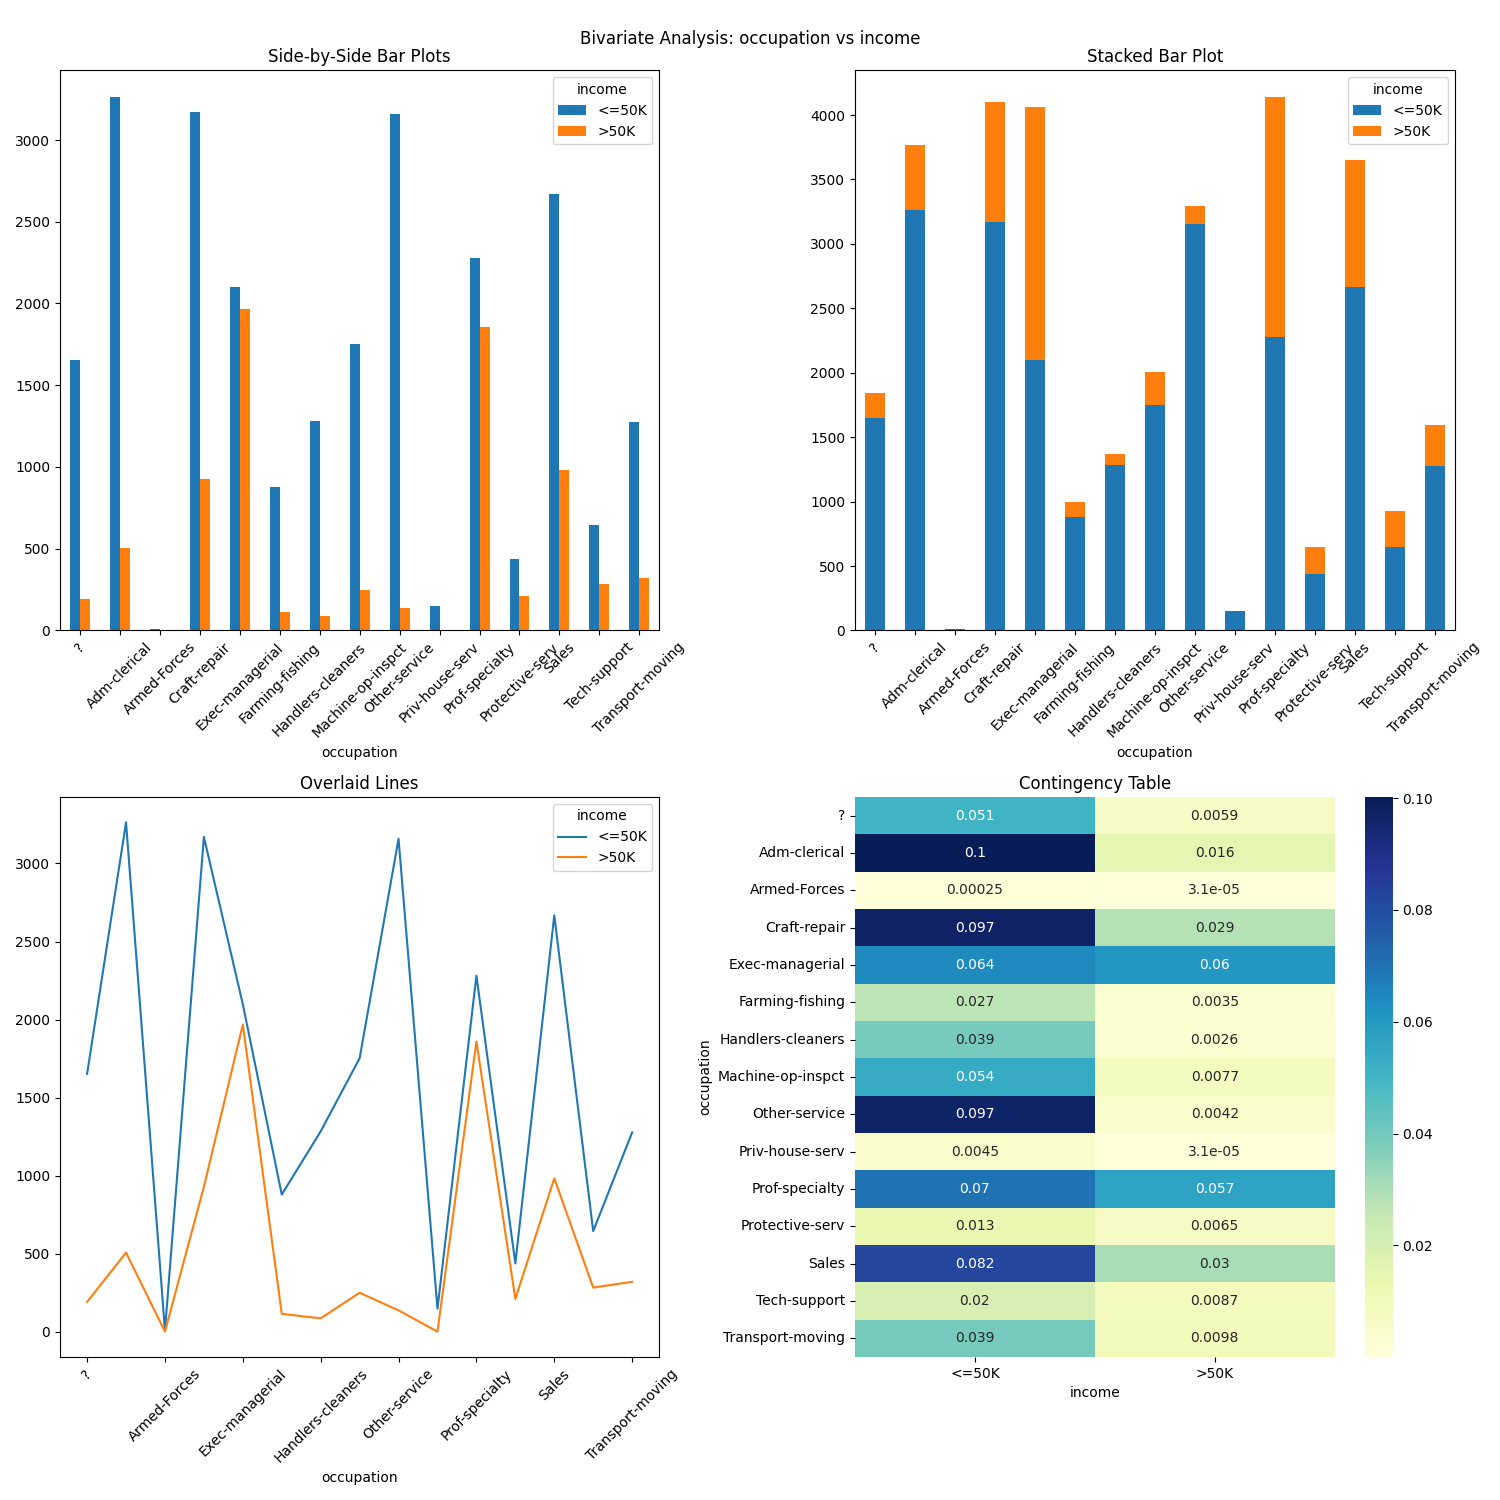 Bivariate Analysis: occupation vs income
Side-by-Side Bar Plots
income
<=50K
>50K
3000
2500
2000
1500
1000
500
0
?
Adm-clerical
Armed-Forces
Craft-repair
Exec-managerial
Farming-fishing
Handlers-cleaners
Machine-op-inspct
Other-service
Priv-house-serv
Prof-specialty
Protective-serv
Sales
Tech-support
Transport-moving
occupation
Stacked Bar Plot
income
<=50K
>50K
4000
3500
3000
2500
2000
1500
1000
500
0
?
Adm-clerical
Armed-Forces
Craft-repair
Exec-managerial
Farming-fishing
Handlers-cleaners
Machine-op-inspct
Other-service
Priv-house-serv
Prof-specialty
Protective-serv
Sales
Tech-support
Transport-moving
occupation
Overlaid Lines
income
<=50K
>50K
3000
2500
2000
1500
1000
500
0
?
Armed-Forces
Exec-managerial
Handlers-cleaners
Other-service
Prof-specialty
Sales
Transport-moving
occupation
Contingency Table
occupation
? 0.051 0.0059
Adm-clerical 0.1 0.016
Armed-Forces 0.00025 3.1e-05
Craft-repair 0.097 0.029
Exec-managerial 0.064 0.06
Farming-fishing 0.027 0.0035
Handlers-cleaners 0.039 0.0026
Machine-op-inspct 0.054 0.0077
Other-service 0.097 0.0042
Priv-house-serv 0.0045 3.1e-05
Prof-specialty 0.07 0.057
Protective-serv 0.013 0.0065
Sales 0.082 0.03
Tech-support 0.02 0.0087
Transport-moving 0.039 0.0098
<=50K >50K
income
0.10
0.08
0.06
0.04
0.02